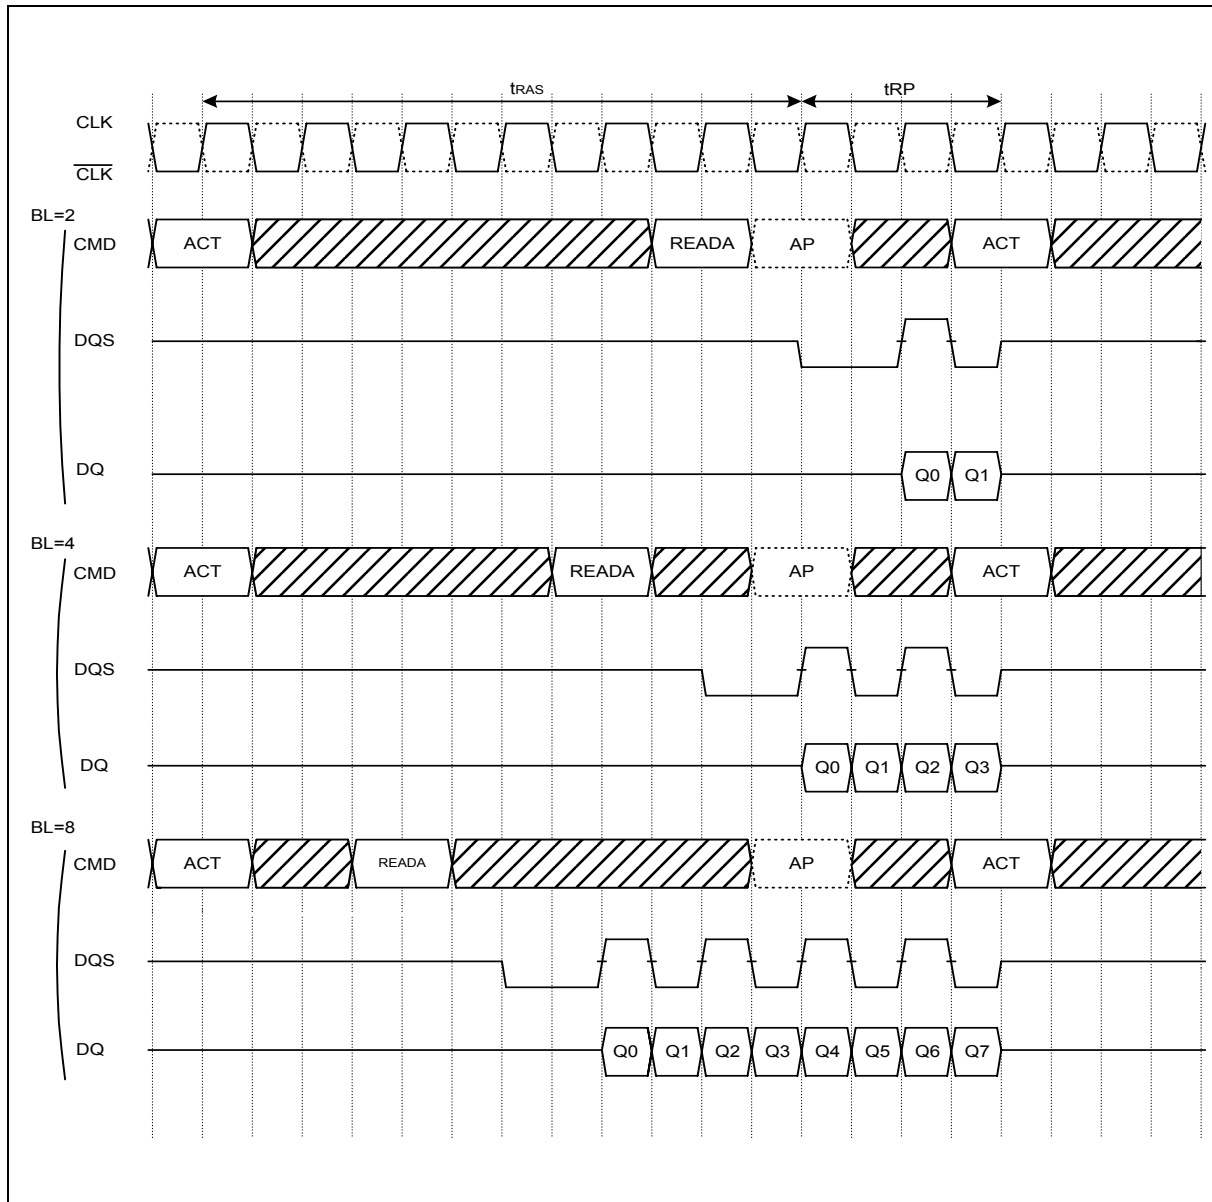 tRAS tRP
CLK
CLK
BL=2
CMD ACT READA AP ACT
DQS
DQ Q0 Q1
BL=4
CMD ACT READA AP ACT
DQS
DQ Q0 Q1 Q2 Q3
BL=8
CMD ACT READA AP ACT
DQS
DQ Q0 Q1 Q2 Q3 Q4 Q5 Q6 Q7